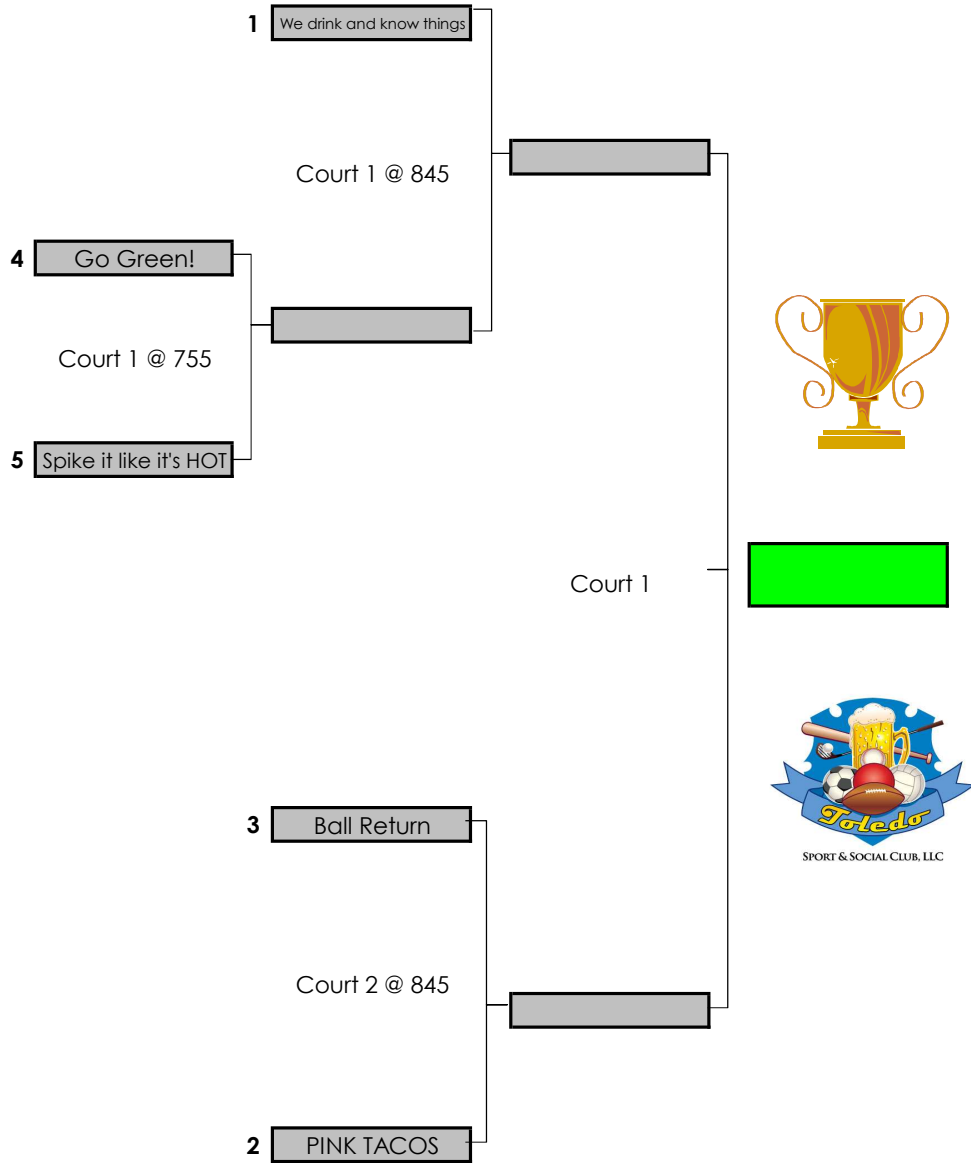 1 We drink and know things
Court 1 @ 845
4 Go Green!
Court 1 @ 755
5 Spike it like it's HOT
Court 1
3 Ball Return
Court 2 @ 845
2 PINK TACOS
Toledo
SPORT & SOCIAL CLUB, LLC